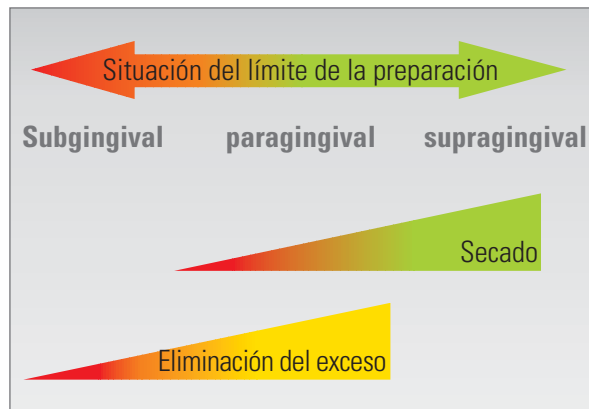 Situación del límite de la preparación
Subgingival paragingival supragingival
Secado
Eliminación del exceso